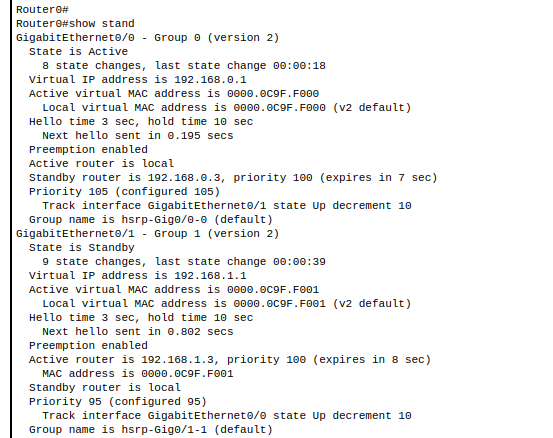 Router0#
Router0#show stand
GigabitEthernet0/0 - Group 0 (version 2)
State is Active
8 state changes, last state change 00:00:18
Virtual IP address is 192.168.0.1
Active virtual MAC address is 0000.0C9F.F000
Local virtual MAC address is 0000.0C9F.F000 (v2 default)
Hello time 3 sec, hold time 10 sec
Next hello sent in 0.195 secs
Preemption enabled
Active router is local
Standby router is 192.168.0.3, priority 100 (expires in 7 sec)
Priority 105 (configured 105)
Track interface GigabitEthernet0/1 state Up decrement 10
Group name is hsrp-Gig0/0-0 (default)
GigabitEthernet0/1 - Group 1 (version 2)
State is Standby
9 state changes, last state change 00:00:39
Virtual IP address is 192.168.1.1
Active virtual MAC address is 0000.0C9F.F001
Local virtual MAC address is 0000.0C9F.F001 (v2 default)
Hello time 3 sec, hold time 10 sec
Next hello sent in 0.802 secs
Preemption enabled
Active router is 192.168.1.3, priority 100 (expires in 8 sec)
MAC address is 0000.0C9F.F001
Standby router is local
Priority 95 (configured 95)
Track interface GigabitEthernet0/0 state Up decrement 10
Group name is hsrp-Gig0/1-1 (default)